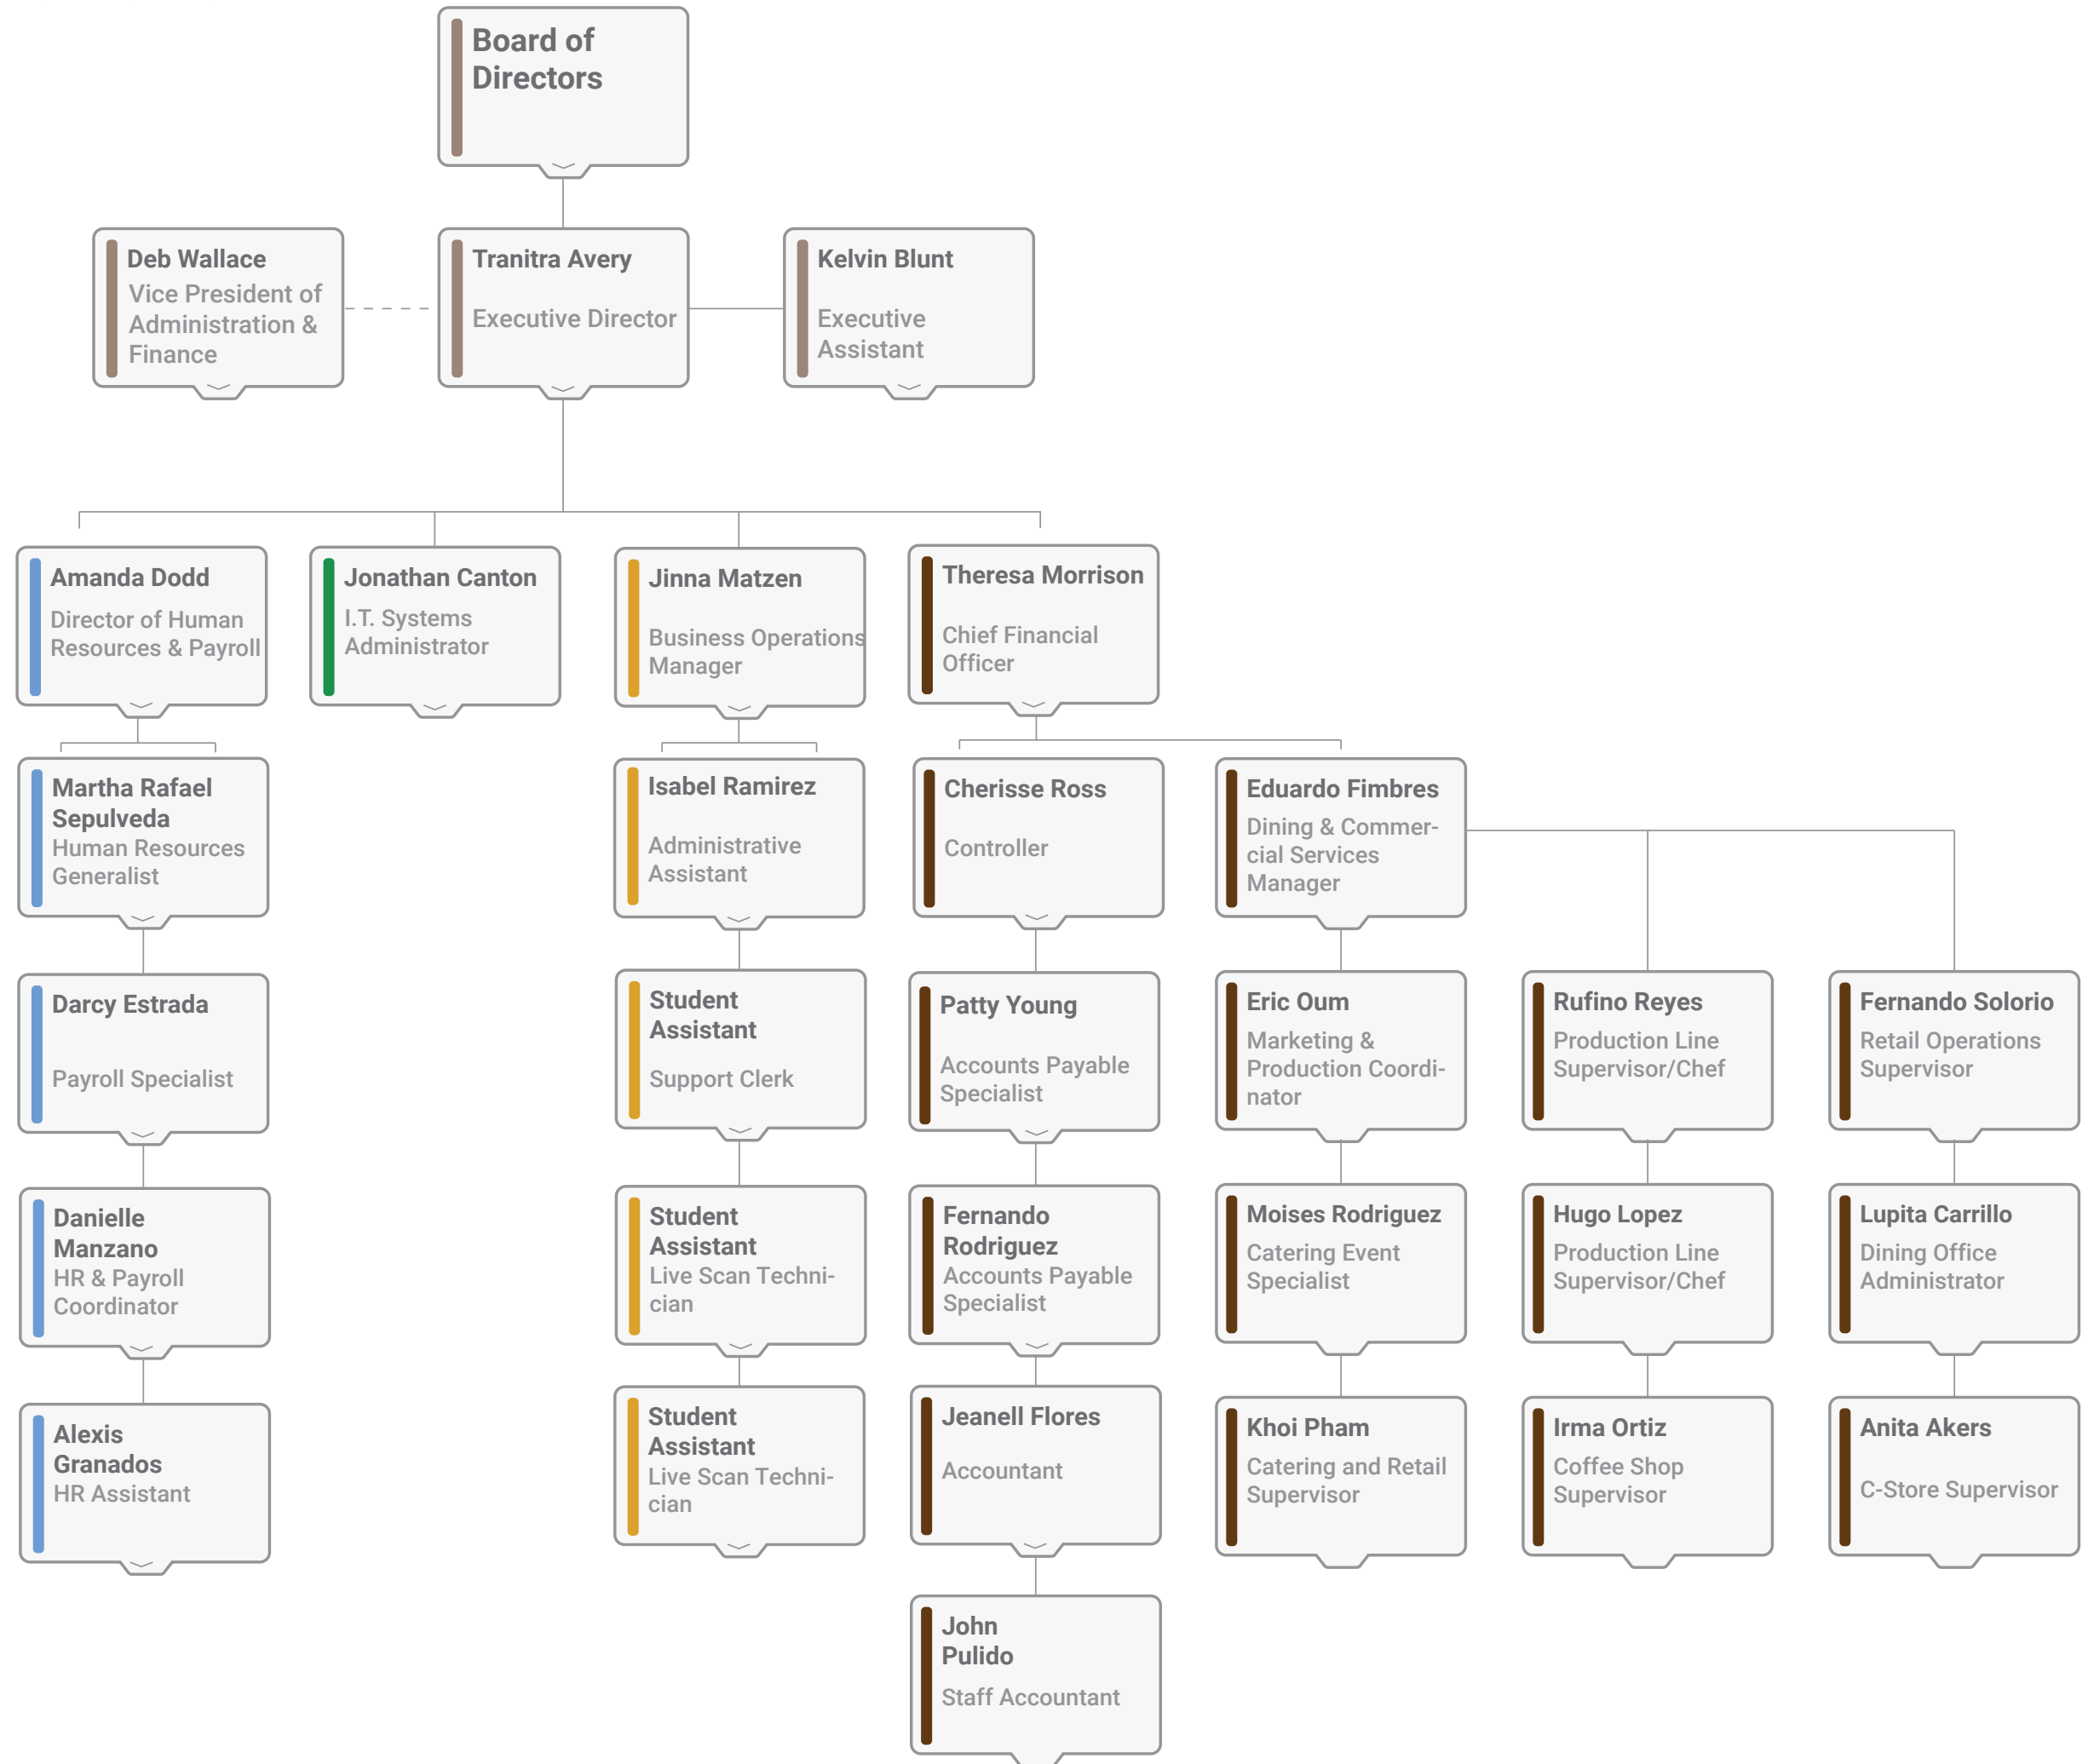 Board of
Directors
Deb Wallace
Vice President of
Administration &
Finance
Tranitra Avery
Executive Director
Kelvin Blunt
Executive
Assistant
Amanda Dodd
Director of Human
Resources & Payroll
Jonathan Canton
I.T. Systems
Administrator
Jinna Matzen
Business Operations
Manager
Theresa Morrison
Chief Financial
Officer
Martha Rafael
Sepulveda
Human Resources
Generalist
Isabel Ramirez
Administrative
Assistant
Cherisse Ross
Controller
Eduardo Fimbres
Dining & Commer-
cial Services
Manager
Darcy Estrada
Payroll Specialist
Student
Assistant
Support Clerk
Patty Young
Accounts Payable
Specialist
Eric Oum
Marketing &
Production Coordi-
nator
Rufino Reyes
Production Line
Supervisor/Chef
Fernando Solorio
Retail Operations
Supervisor
Danielle
Manzano
HR & Payroll
Coordinator
Student
Assistant
Live Scan Techni-
cian
Fernando
Rodriguez
Accounts Payable
Specialist
Moises Rodriguez
Catering Event
Specialist
Hugo Lopez
Production Line
Supervisor/Chef
Lupita Carrillo
Dining Office
Administrator
Alexis
Granados
HR Assistant
Student
Assistant
Live Scan Techni-
cian
Jeanell Flores
Accountant
Khoi Pham
Catering and Retail
Supervisor
Irma Ortiz
Coffee Shop
Supervisor
Anita Akers
C-Store Supervisor
John
Pulido
Staff Accountant